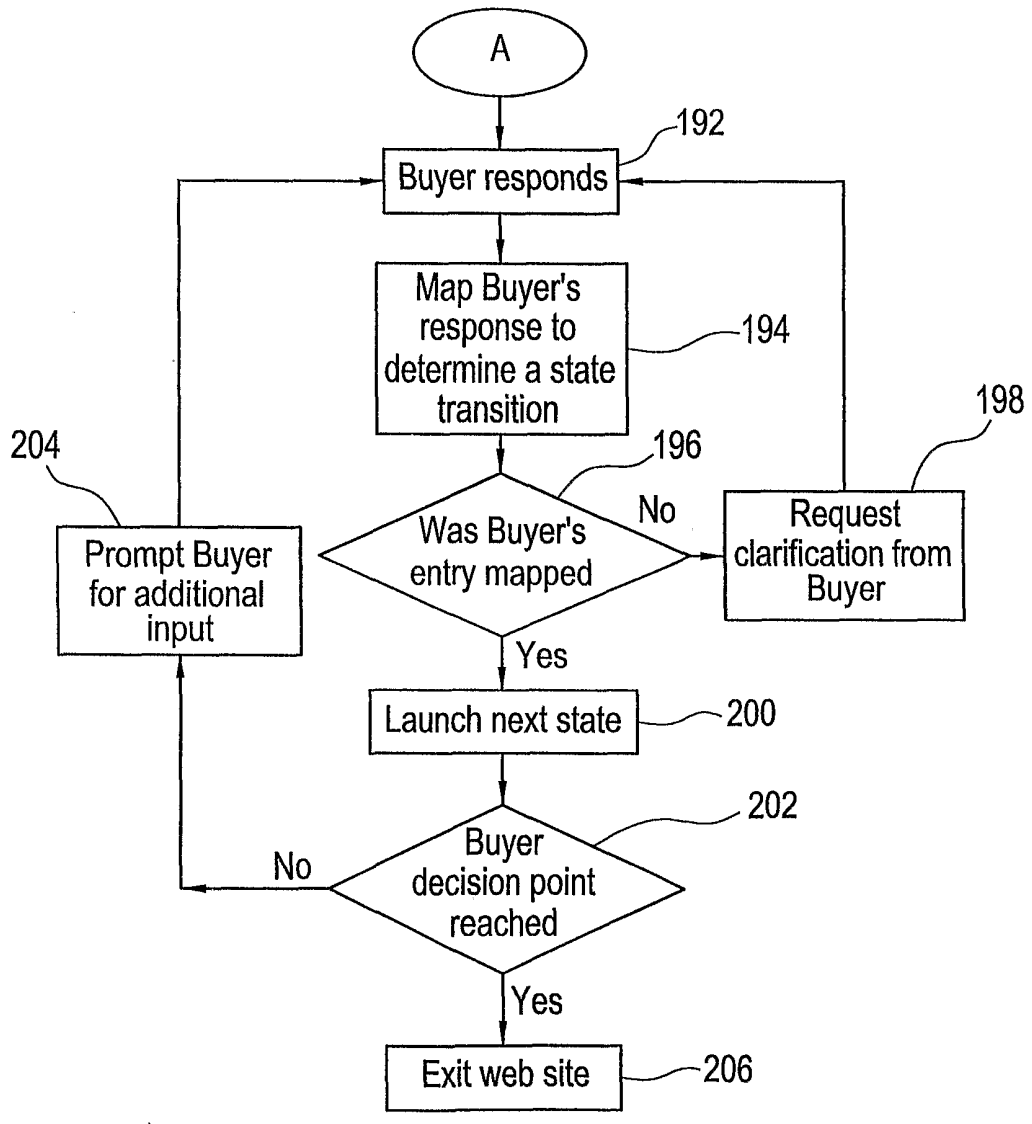 A
192
Buyer responds
Map Buyer's
response to
determine a state
transition
194
198
196
204
No
Was Buyer's
entry mapped
Request
clarification from
Buyer
Prompt Buyer
for additional
input
Yes
Launch next state
200
202
Buyer
decision point
reached
No
Yes
Exit web site
206